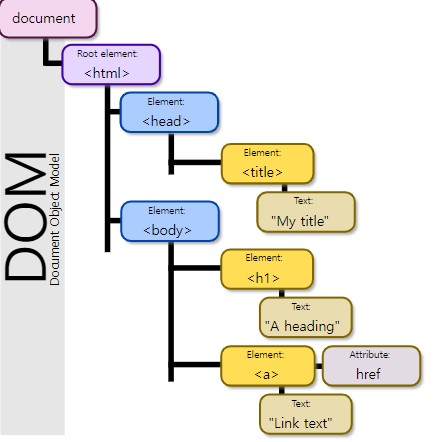 document
Root element:
<html>
Element:
<head>
Element:
<title>
Text:
"My title"
Element:
<body>
Element:
<h1>
Text:
"A heading"
Element:
<a>
Attribute:
href
Text:
"Link text"
DOM
Document Object Model